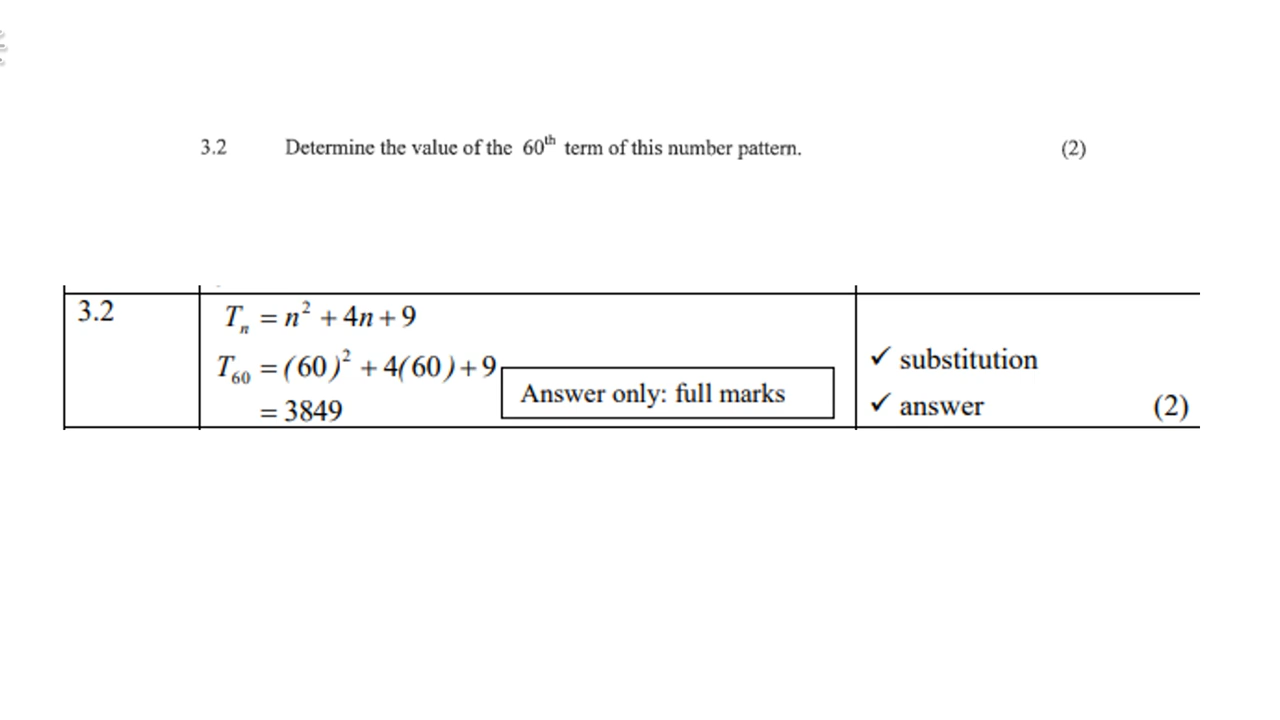 3.2 Determine the value of the 60th term of this number pattern. (2)
3.2 Tn = n² + 4n + 9
T60 = (60)² + 4(60) + 9 ✓ substitution
Answer only: full marks
= 3849 ✓ answer (2)